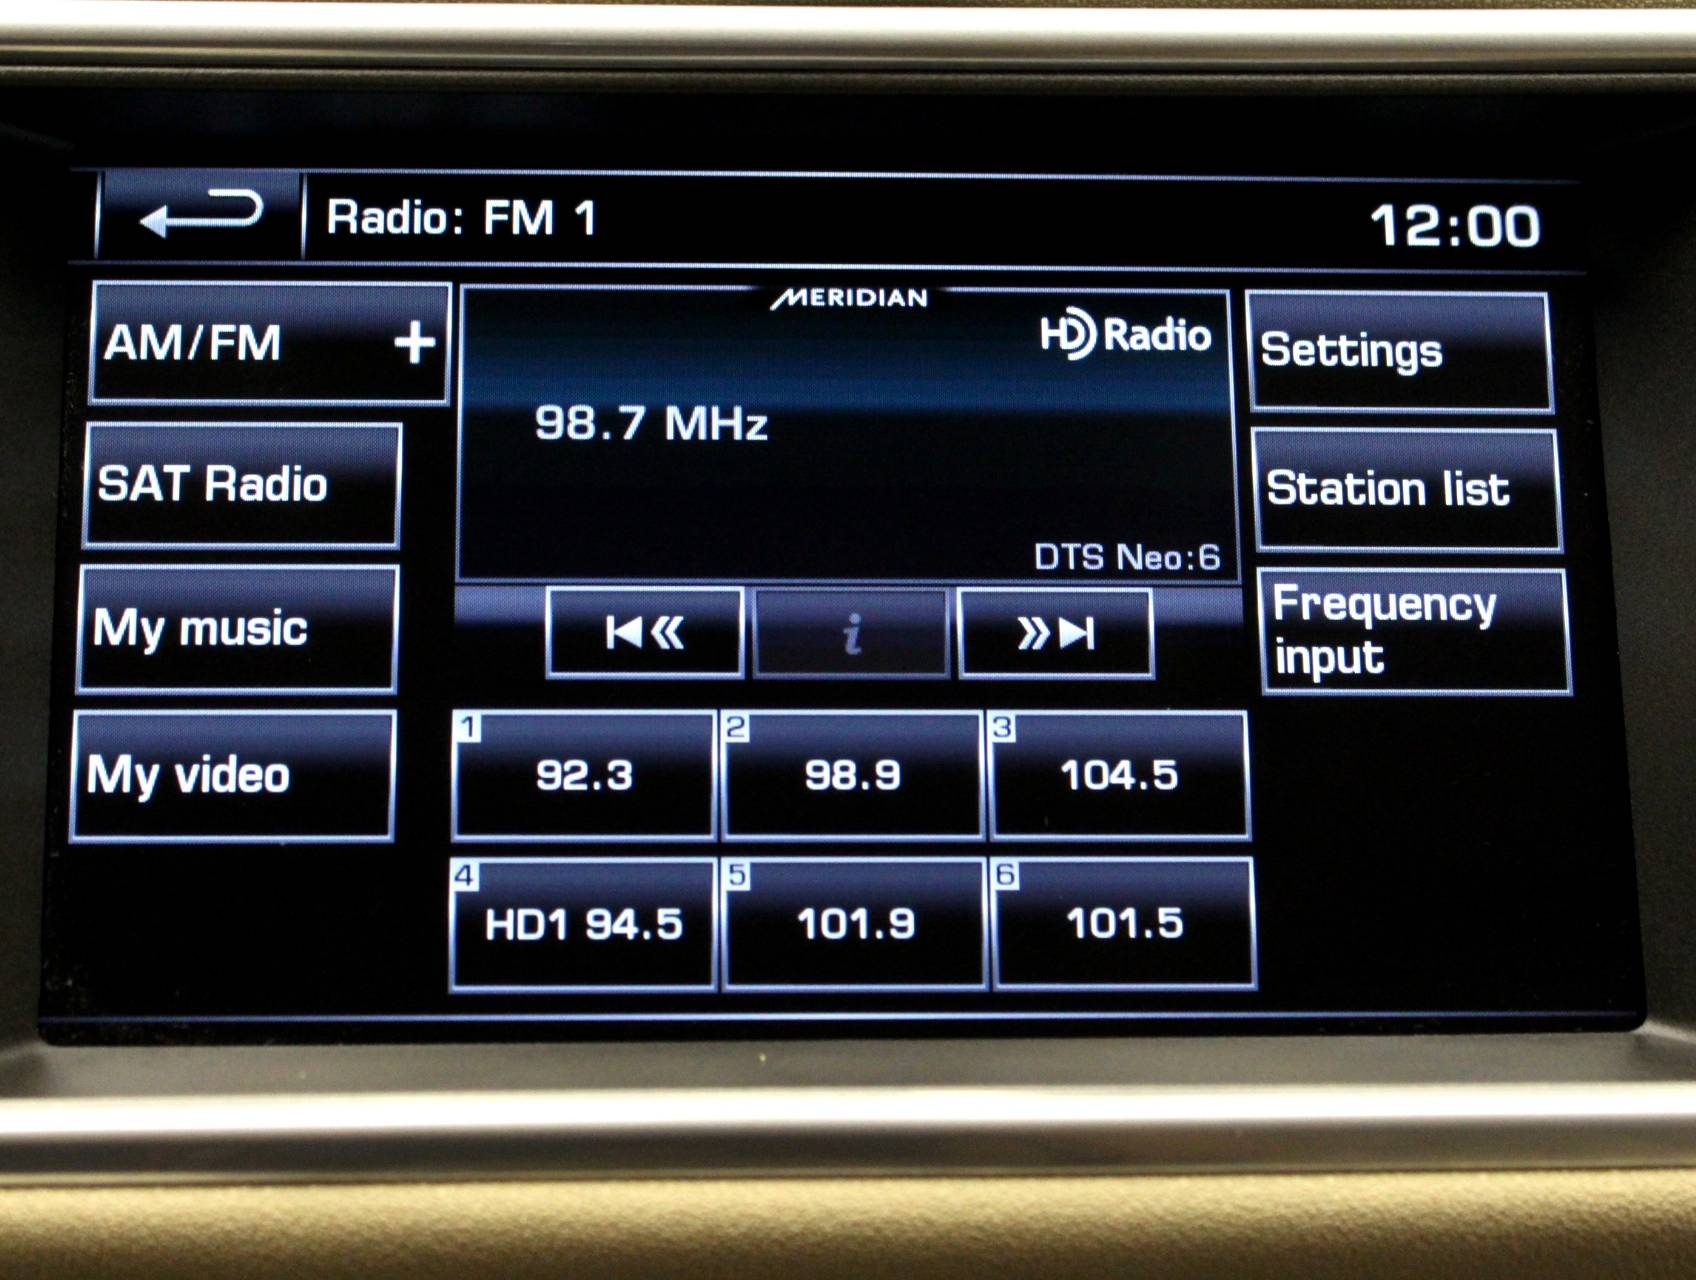 Radio: FM 1
12:00
AM/FM +
MERIDIAN
HD Radio
Settings
98.7 MHz
SAT Radio
Station list
DTS Neo:6
My music
i
Frequency
input
My video
1
92.3
2
98.9
3
104.5
4
HD1 94.5
5
101.9
6
101.5